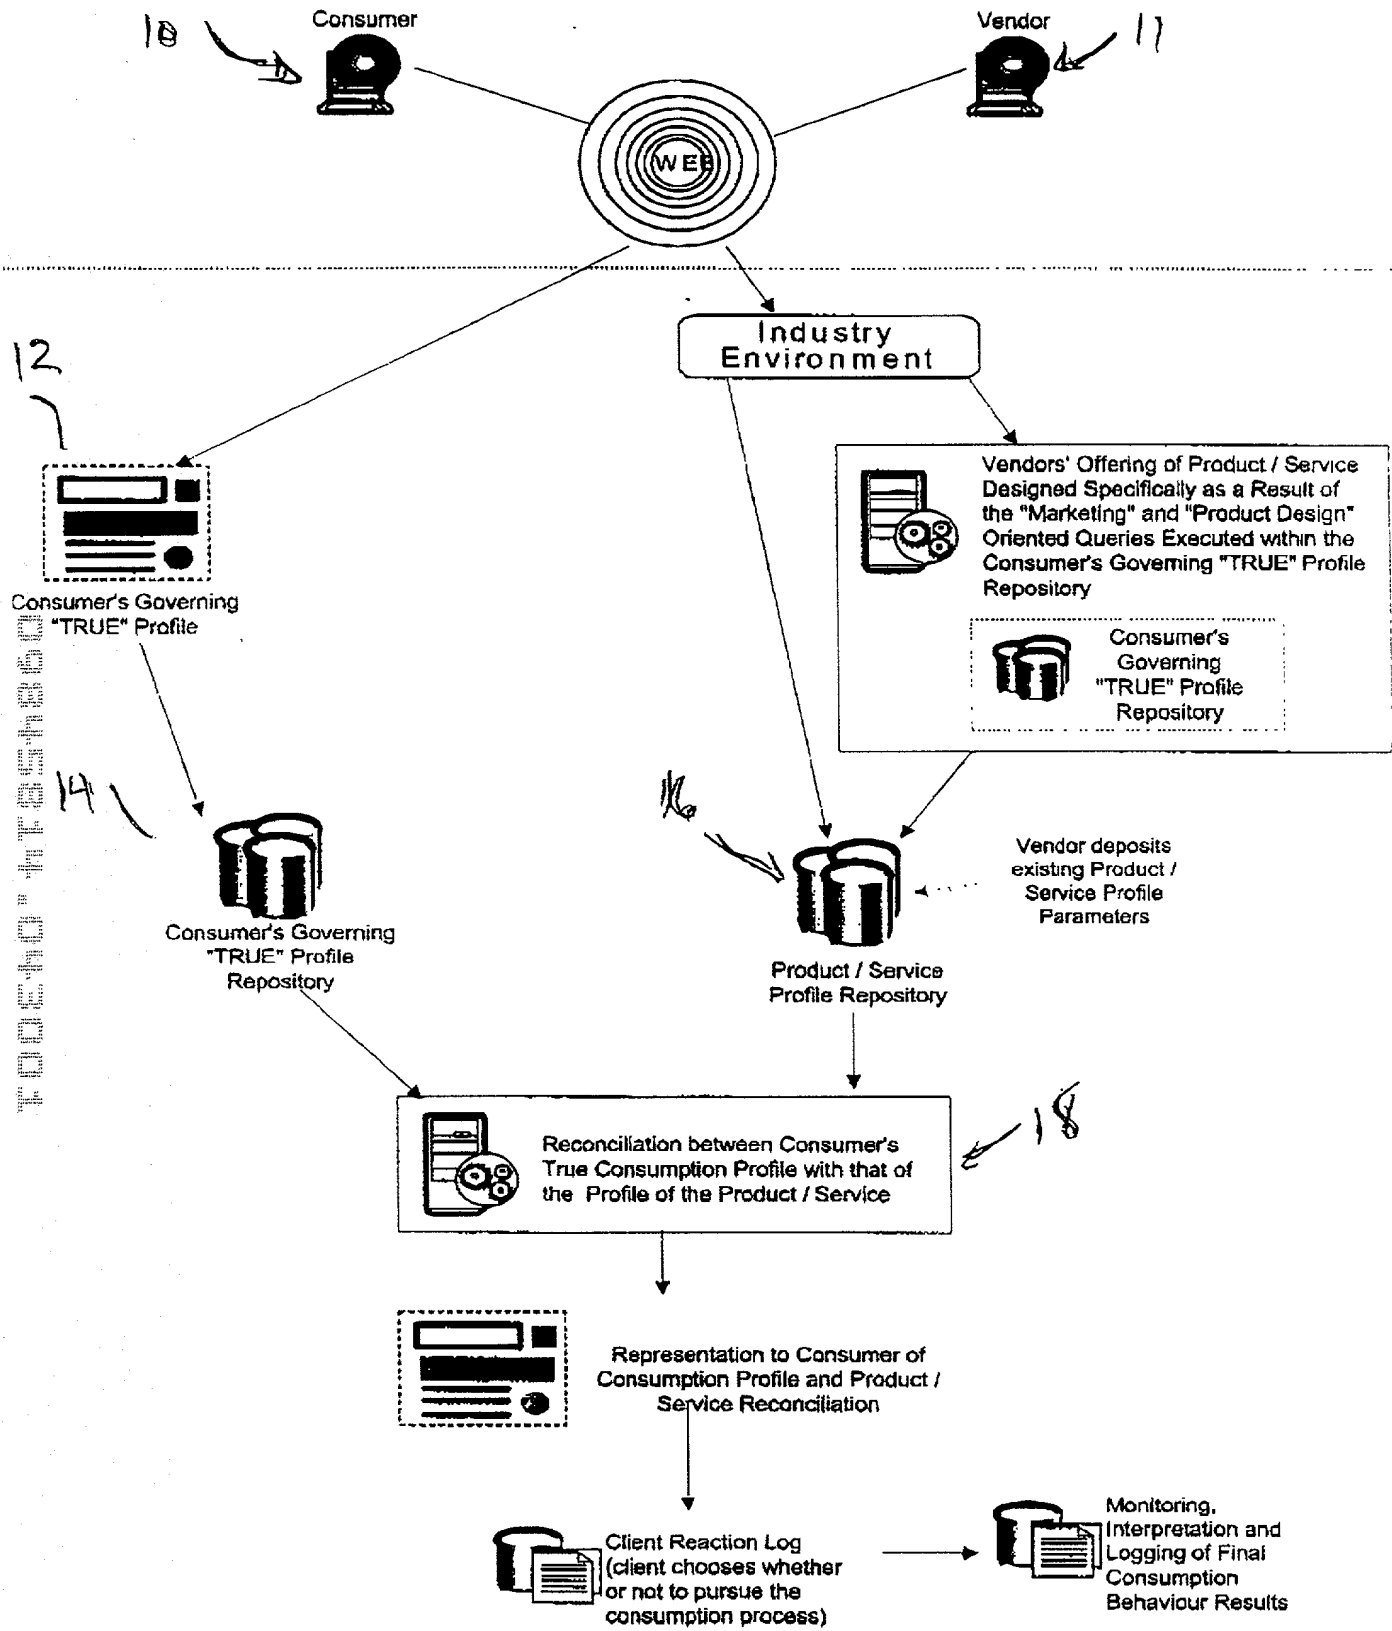 10
Consumer
Vendor
11
WEB
Industry
Environment
12
Consumer's Governing
"TRUE" Profile
Vendors' Offering of Product / Service
Designed Specifically as a Result of
the "Marketing" and "Product Design"
Oriented Queries Executed within the
Consumer's Governing "TRUE" Profile
Repository
Consumer's
Governing
"TRUE" Profile
Repository
14
Consumer's Governing
"TRUE" Profile
Repository
16
Vendor deposits
existing Product /
Service Profile
Parameters
Product / Service
Profile Repository
Reconciliation between Consumer's
True Consumption Profile with that of
the Profile of the Product / Service
18
Representation to Consumer of
Consumption Profile and Product /
Service Reconciliation
Client Reaction Log
(client chooses whether
or not to pursue the
consumption process)
Monitoring,
Interpretation and
Logging of Final
Consumption
Behaviour Results